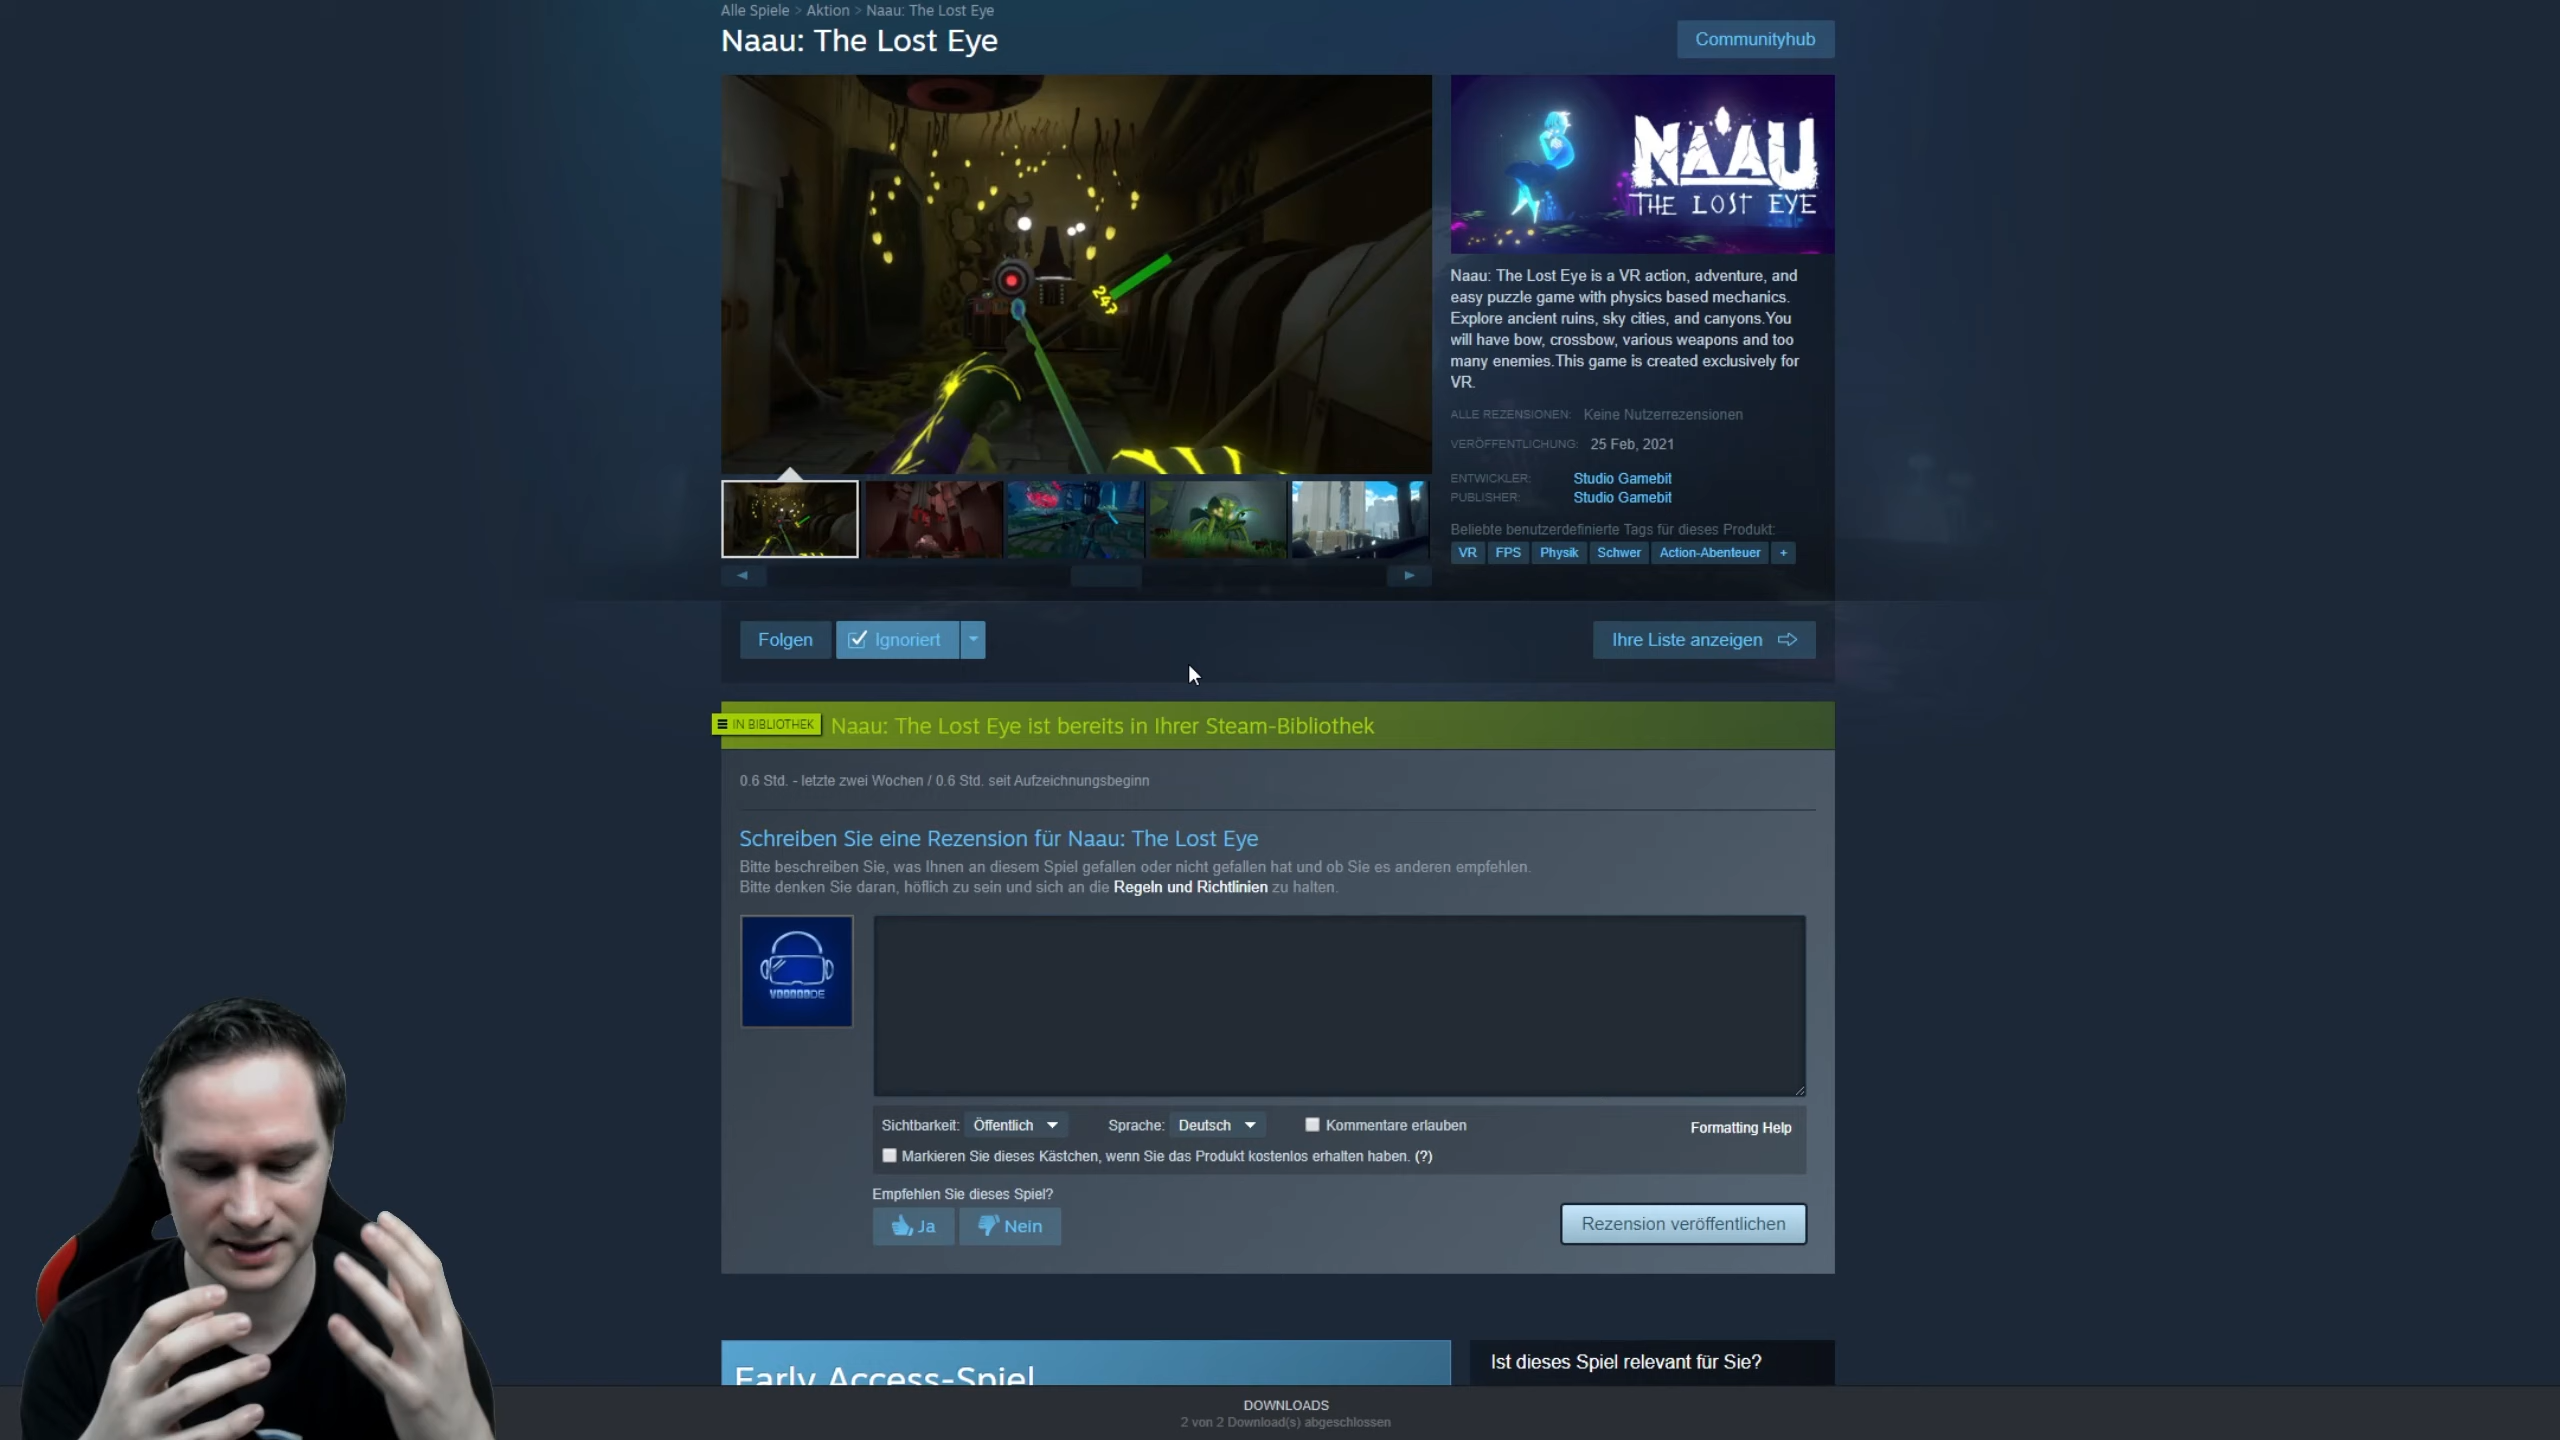 Alle Spiele > Aktion > Naau: The Lost Eye
Naau: The Lost Eye
Communityhub
243
NA'AU
THE LOST EYE
Naau: The Lost Eye is a VR action, adventure, and
easy puzzle game with physics based mechanics.
Explore ancient ruins, sky cities, and canyons.You
will have bow, crossbow, various weapons and too
many enemies.This game is created exclusively for
VR.
ALLE REZENSIONEN: Keine Nutzerrezensionen
VERÖFFENTLICHUNG: 25 Feb, 2021
ENTWICKLER: Studio Gamebit
PUBLISHER: Studio Gamebit
Beliebte benutzerdefinierte Tags für dieses Produkt:
VR FPS Physik Schwer Action-Abenteuer +
Folgen Ignoriert Ihre Liste anzeigen
IN BIBLIOTHEK Naau: The Lost Eye ist bereits in Ihrer Steam-Bibliothek
0.6 Std. - letzte zwei Wochen / 0.6 Std. seit Aufzeichnungsbeginn
Schreiben Sie eine Rezension für Naau: The Lost Eye
Bitte beschreiben Sie, was Ihnen an diesem Spiel gefallen oder nicht gefallen hat und ob Sie es anderen empfehlen.
Bitte denken Sie daran, höflich zu sein und sich an die Regeln und Richtlinien zu halten.
VOODOODE
Sichtbarkeit: Öffentlich Sprache: Deutsch Kommentare erlauben Formatting Help
Markieren Sie dieses Kästchen, wenn Sie das Produkt kostenlos erhalten haben. (?)
Empfehlen Sie dieses Spiel?
Ja Nein Rezension veröffentlichen
Early Access-Spiel
Ist dieses Spiel relevant für Sie?
DOWNLOADS
2 von 2 Download(s) abgeschlossen